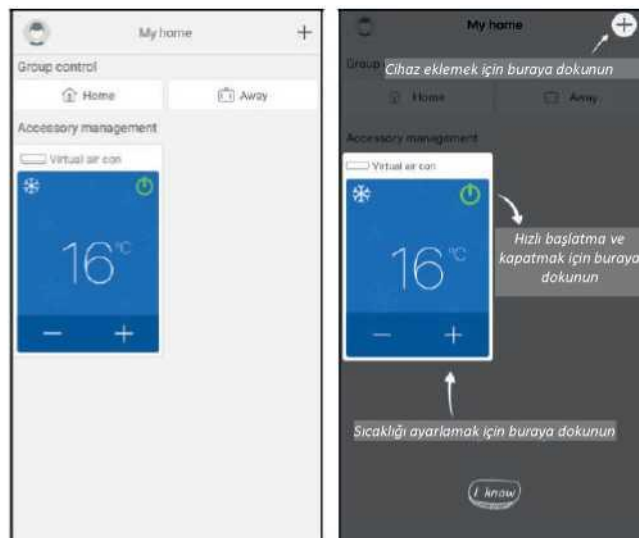 My home
+
Group control
Home
Away
Accessory management
Virtual air con
16°C
− +
My home
+
Cihaz eklemek için buraya dokunun
Group
Home
Away
Accessory management
Virtual air con
16°C
− +
Hızlı başlatma ve
kapatmak için buraya
dokunun
Sıcaklığı ayarlamak için buraya dokunun
I know